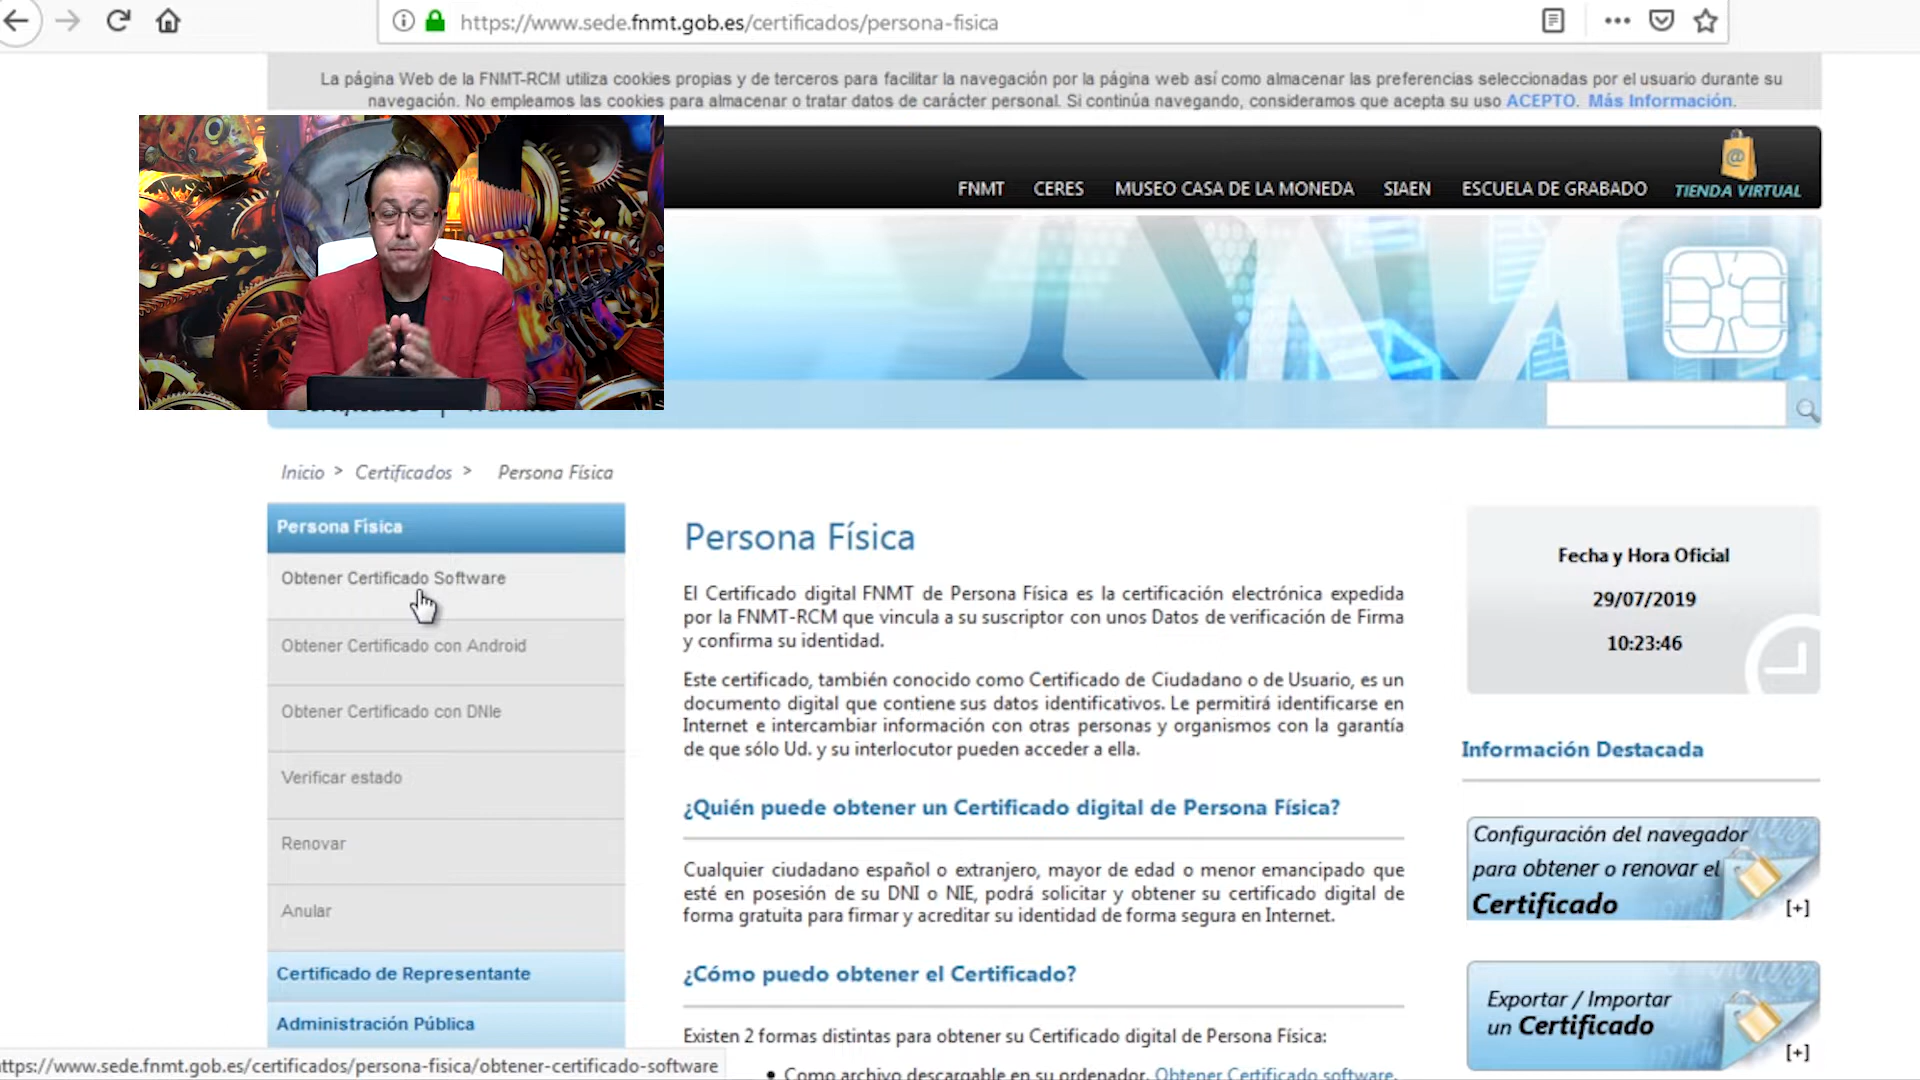 https://www.sede.fnmt.gob.es/certificados/persona-fisica
La página Web de la FNMT-RCM utiliza cookies propias y de terceros para facilitar la navegación por la página web así como almacenar las preferencias seleccionadas por el usuario durante su
navegación. No empleamos las cookies para almacenar o tratar datos de carácter personal. Si continúa navegando, consideramos que acepta su uso ACEPTO. Más Información.
FNMT CERES MUSEO CASA DE LA MONEDA SIAEN ESCUELA DE GRABADO TIENDA VIRTUAL
Inicio > Certificados > Persona Física
Persona Física
Obtener Certificado Software
Obtener Certificado con Android
Obtener Certificado con DNIe
Verificar estado
Renovar
Anular
Certificado de Representante
Administración Pública
Persona Física
El Certificado digital FNMT de Persona Física es la certificación electrónica expedida
por la FNMT-RCM que vincula a su suscriptor con unos Datos de verificación de Firma
y confirma su identidad.
Este certificado, también conocido como Certificado de Ciudadano o de Usuario, es un
documento digital que contiene sus datos identificativos. Le permitirá identificarse en
Internet e intercambiar información con otras personas y organismos con la garantía
de que sólo Ud. y su interlocutor pueden acceder a ella.
¿Quién puede obtener un Certificado digital de Persona Física?
Cualquier ciudadano español o extranjero, mayor de edad o menor emancipado que
esté en posesión de su DNI o NIE, podrá solicitar y obtener su certificado digital de
forma gratuita para firmar y acreditar su identidad de forma segura en Internet.
¿Cómo puedo obtener el Certificado?
Existen 2 formas distintas para obtener su Certificado digital de Persona Física:
• Como archivo descargable en su ordenador. Obtener Certificado software.
Fecha y Hora Oficial
29/07/2019
10:23:46
Información Destacada
Configuración del navegador
para obtener o renovar el
Certificado
[+]
Exportar / Importar
un Certificado
[+]
ttps://www.sede.fnmt.gob.es/certificados/persona-fisica/obtener-certificado-software